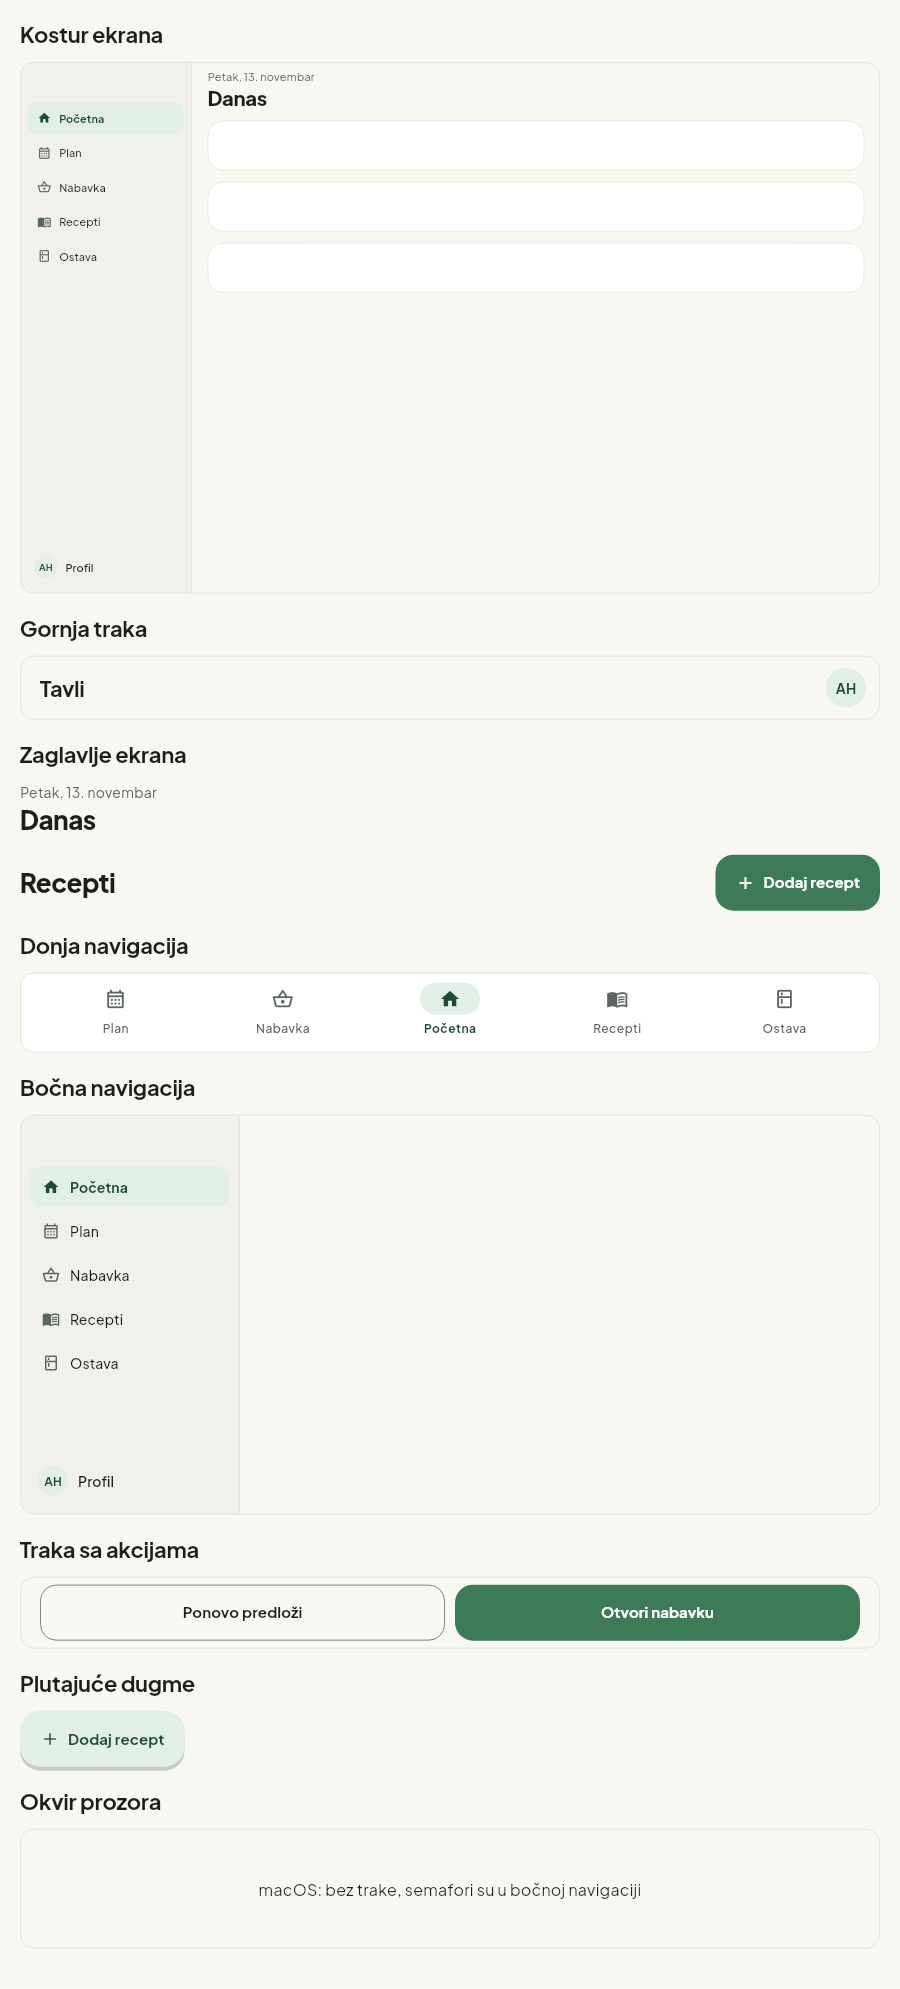 Kostur ekrana
Petak, 13. novembar
Danas
Početna
Plan
Nabavka
Recepti
Ostava
AH Profil
Gornja traka
Tavli AH
Zaglavlje ekrana
Petak, 13. novembar
Danas
Recepti
Dodaj recept
Donja navigacija
Plan Nabavka Početna Recepti Ostava
Bočna navigacija
Početna
Plan
Nabavka
Recepti
Ostava
AH Profil
Traka sa akcijama
Ponovo predloži Otvori nabavku
Plutajuće dugme
Dodaj recept
Okvir prozora
macOS: bez trake, semafori su u bočnoj navigaciji